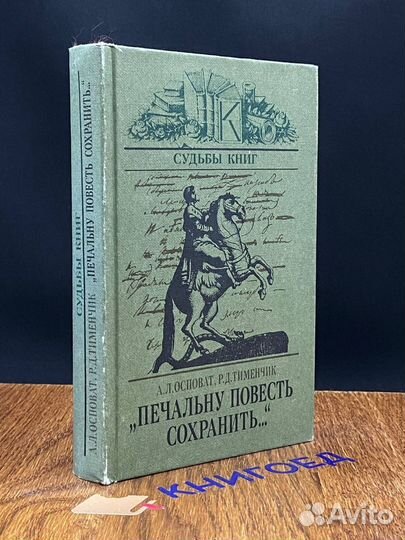 СУДЬБЫ КНИГ
А.Л.ОСПОВАТ, Р.Д.ТИМЕНЧИК
„ПЕЧАЛЬНУ ПОВЕСТЬ
СОХРАНИТЬ..."
СУДЬБЫ КНИГ
А.Л.ОСПОВАТ, Р.Д.ТИМЕНЧИК „ПЕЧАЛЬНУ ПОВЕСТЬ СОХРАНИТЬ..."
КНИГОЕД
Avito